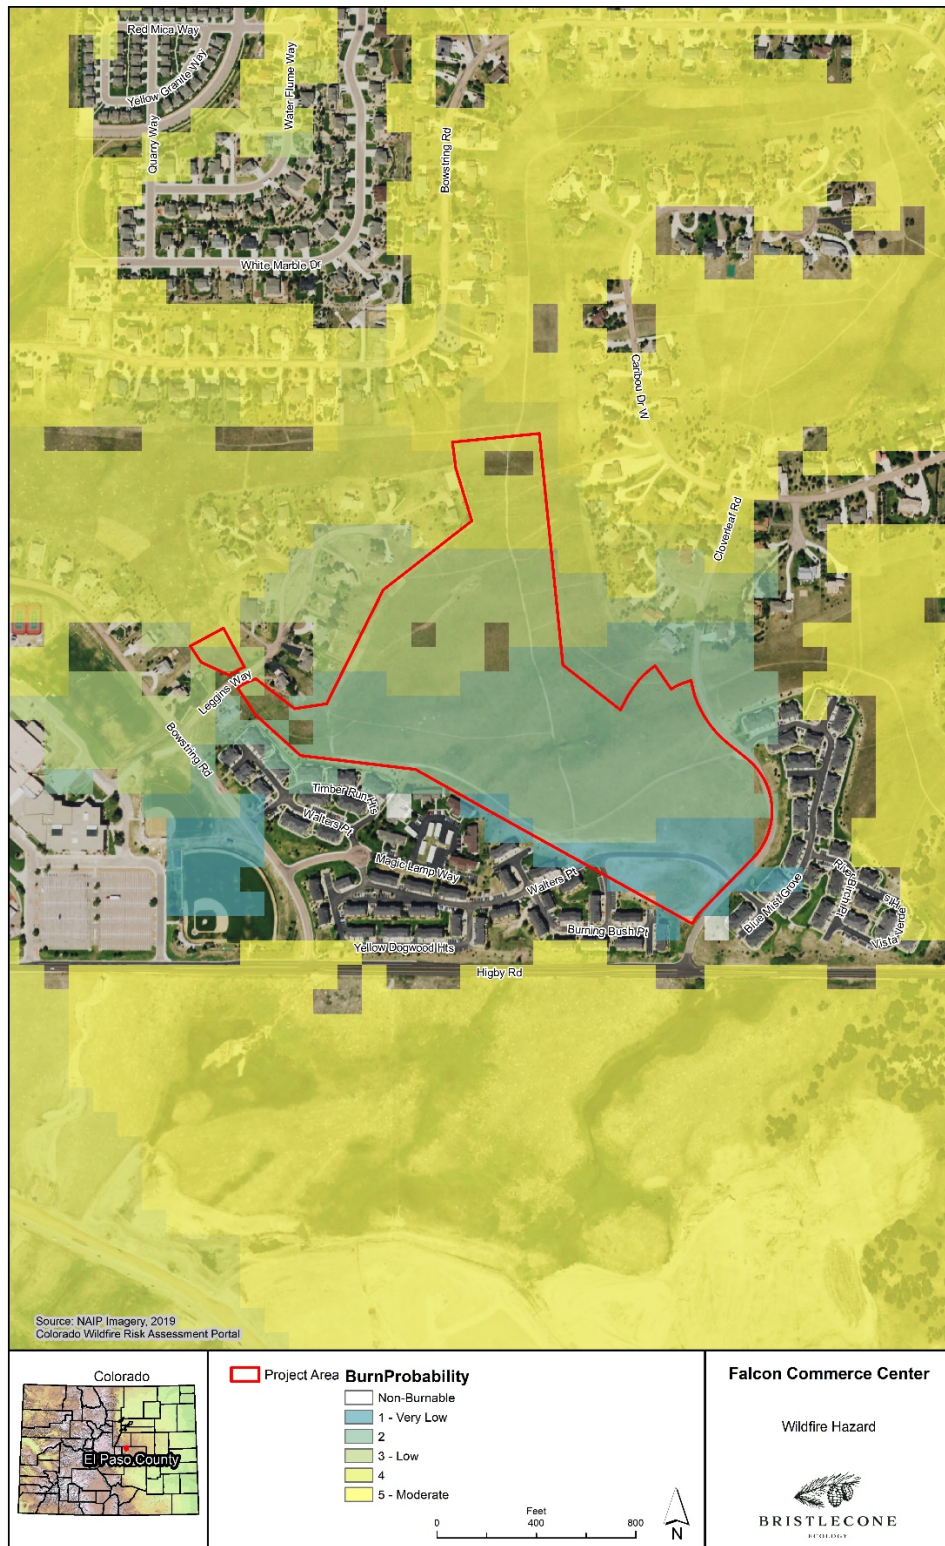 Red Mica Way
Yellow Granite Way
Water Flume Way
Quarry Way
Bowstring Rd
White Marble Dr
Caribou Dr W
Cloverleaf Rd
Leggins Way
Bowstring Rd
Timber Run Hts
Walters Pt
Magic Lamp Way
Walters Pt
Burning Bush Pt
Yellow Dogwood Hts
Blue Mist Grove
River Birch Pt
Vista Verde
Hts
Higby Rd
Source: NAIP Imagery, 2019
Colorado Wildfire Risk Assessment Portal
Colorado
El Paso County
Project Area
BurnProbability
Non-Burnable
1 - Very Low
2
3 - Low
4
5 - Moderate
Feet
0 400 800
N
Falcon Commerce Center
Wildfire Hazard
BRISTLECONE
ECOLOGY